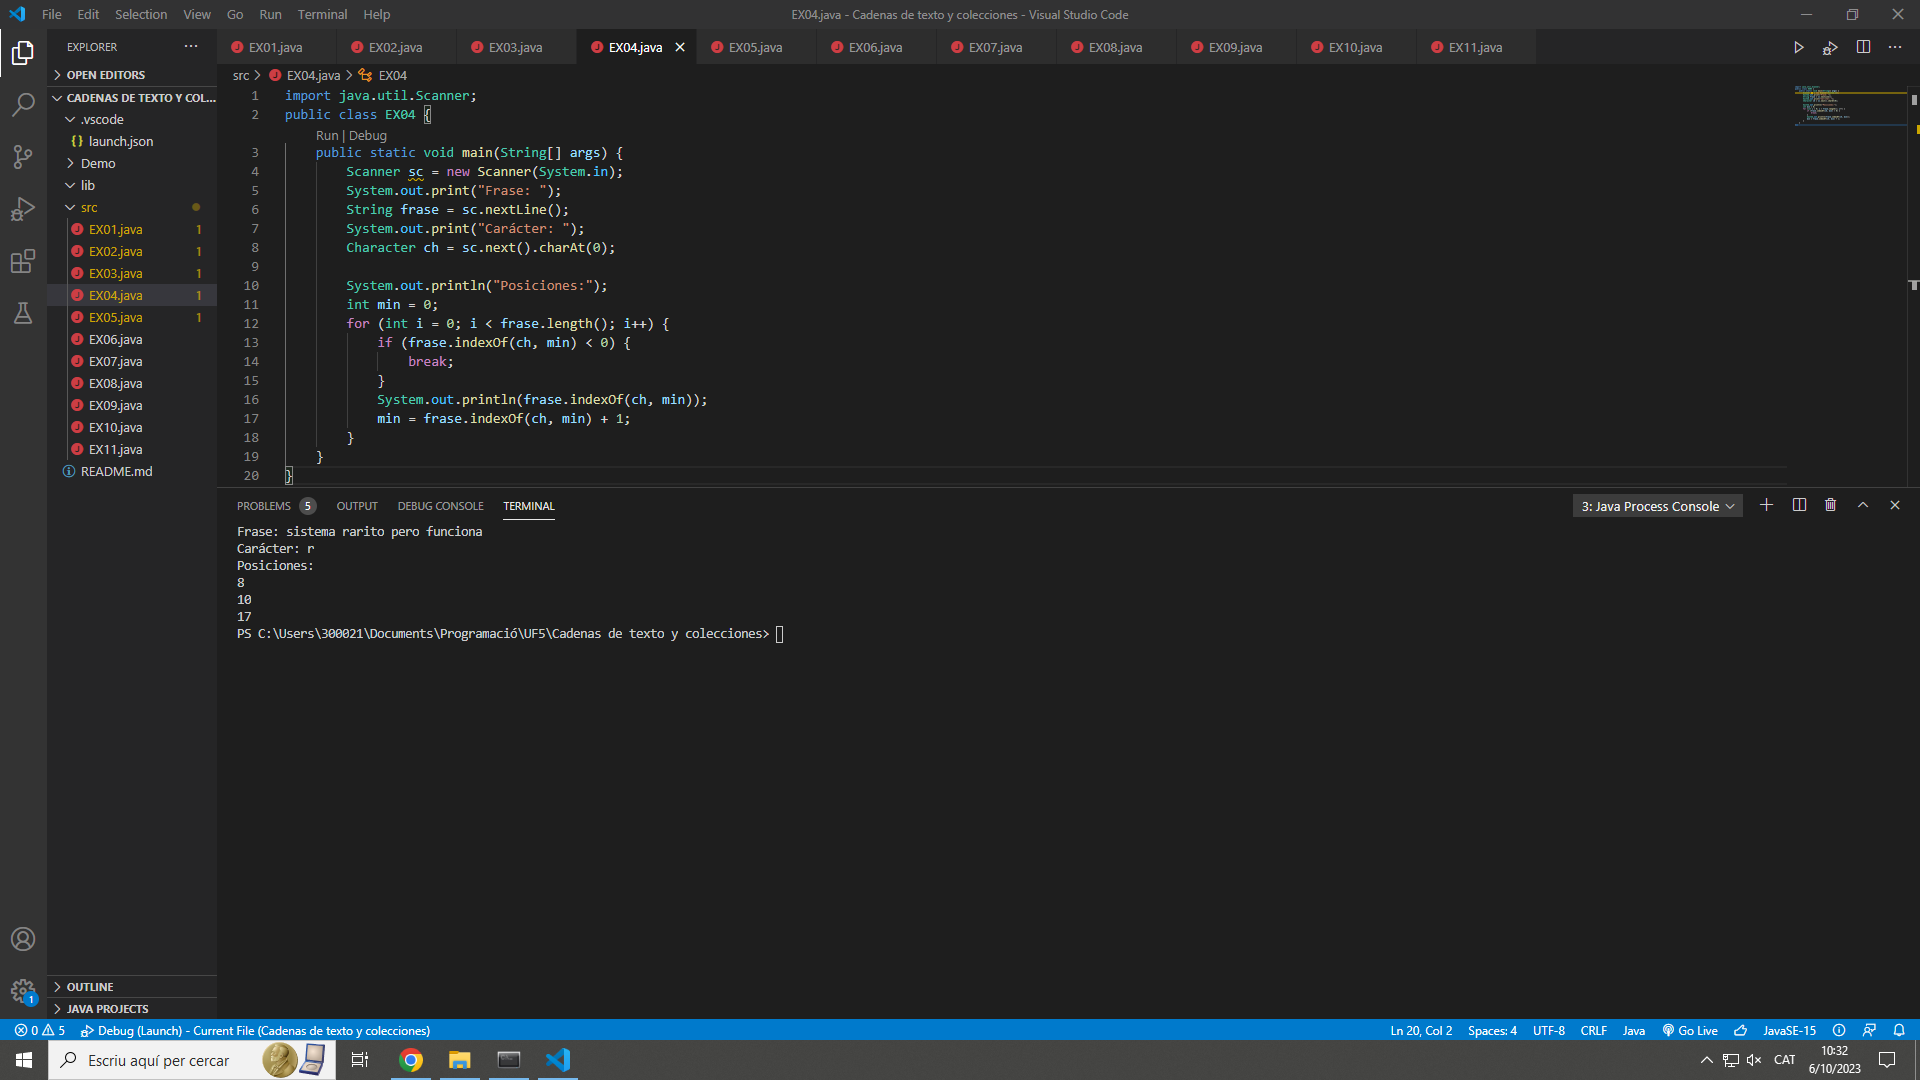 File Edit Selection View Go Run Terminal Help
EX04.java - Cadenas de texto y colecciones - Visual Studio Code
EXPLORER
OPEN EDITORS
CADENAS DE TEXTO Y COL...
.vscode
{} launch.json
Demo
lib
src
EX01.java 1
EX02.java 1
EX03.java 1
EX04.java 1
EX05.java 1
EX06.java
EX07.java
EX08.java
EX09.java
EX10.java
EX11.java
README.md
OUTLINE
JAVA PROJECTS
1
EX01.java EX02.java EX03.java EX04.java EX05.java EX06.java EX07.java EX08.java EX09.java EX10.java EX11.java
src > EX04.java > EX04
1 import java.util.Scanner;
2 public class EX04 {
Run | Debug
3 public static void main(String[] args) {
4 Scanner sc = new Scanner(System.in);
5 System.out.print("Frase: ");
6 String frase = sc.nextLine();
7 System.out.print("Carácter: ");
8 Character ch = sc.next().charAt(0);
9
10 System.out.println("Posiciones:");
11 int min = 0;
12 for (int i = 0; i < frase.length(); i++) {
13 if (frase.indexOf(ch, min) < 0) {
14 break;
15 }
16 System.out.println(frase.indexOf(ch, min));
17 min = frase.indexOf(ch, min) + 1;
18 }
19 }
20 }
PROBLEMS 5 OUTPUT DEBUG CONSOLE TERMINAL
3: Java Process Console
Frase: sistema rarito pero funciona
Carácter: r
Posiciones:
8
10
17
PS C:\Users\300021\Documents\Programació\UF5\Cadenas de texto y colecciones>
0 5 Debug (Launch) - Current File (Cadenas de texto y colecciones)
Ln 20, Col 2 Spaces: 4 UTF-8 CRLF Java Go Live JavaSE-15
Escriu aquí per cercar
CAT
10:32
6/10/2023